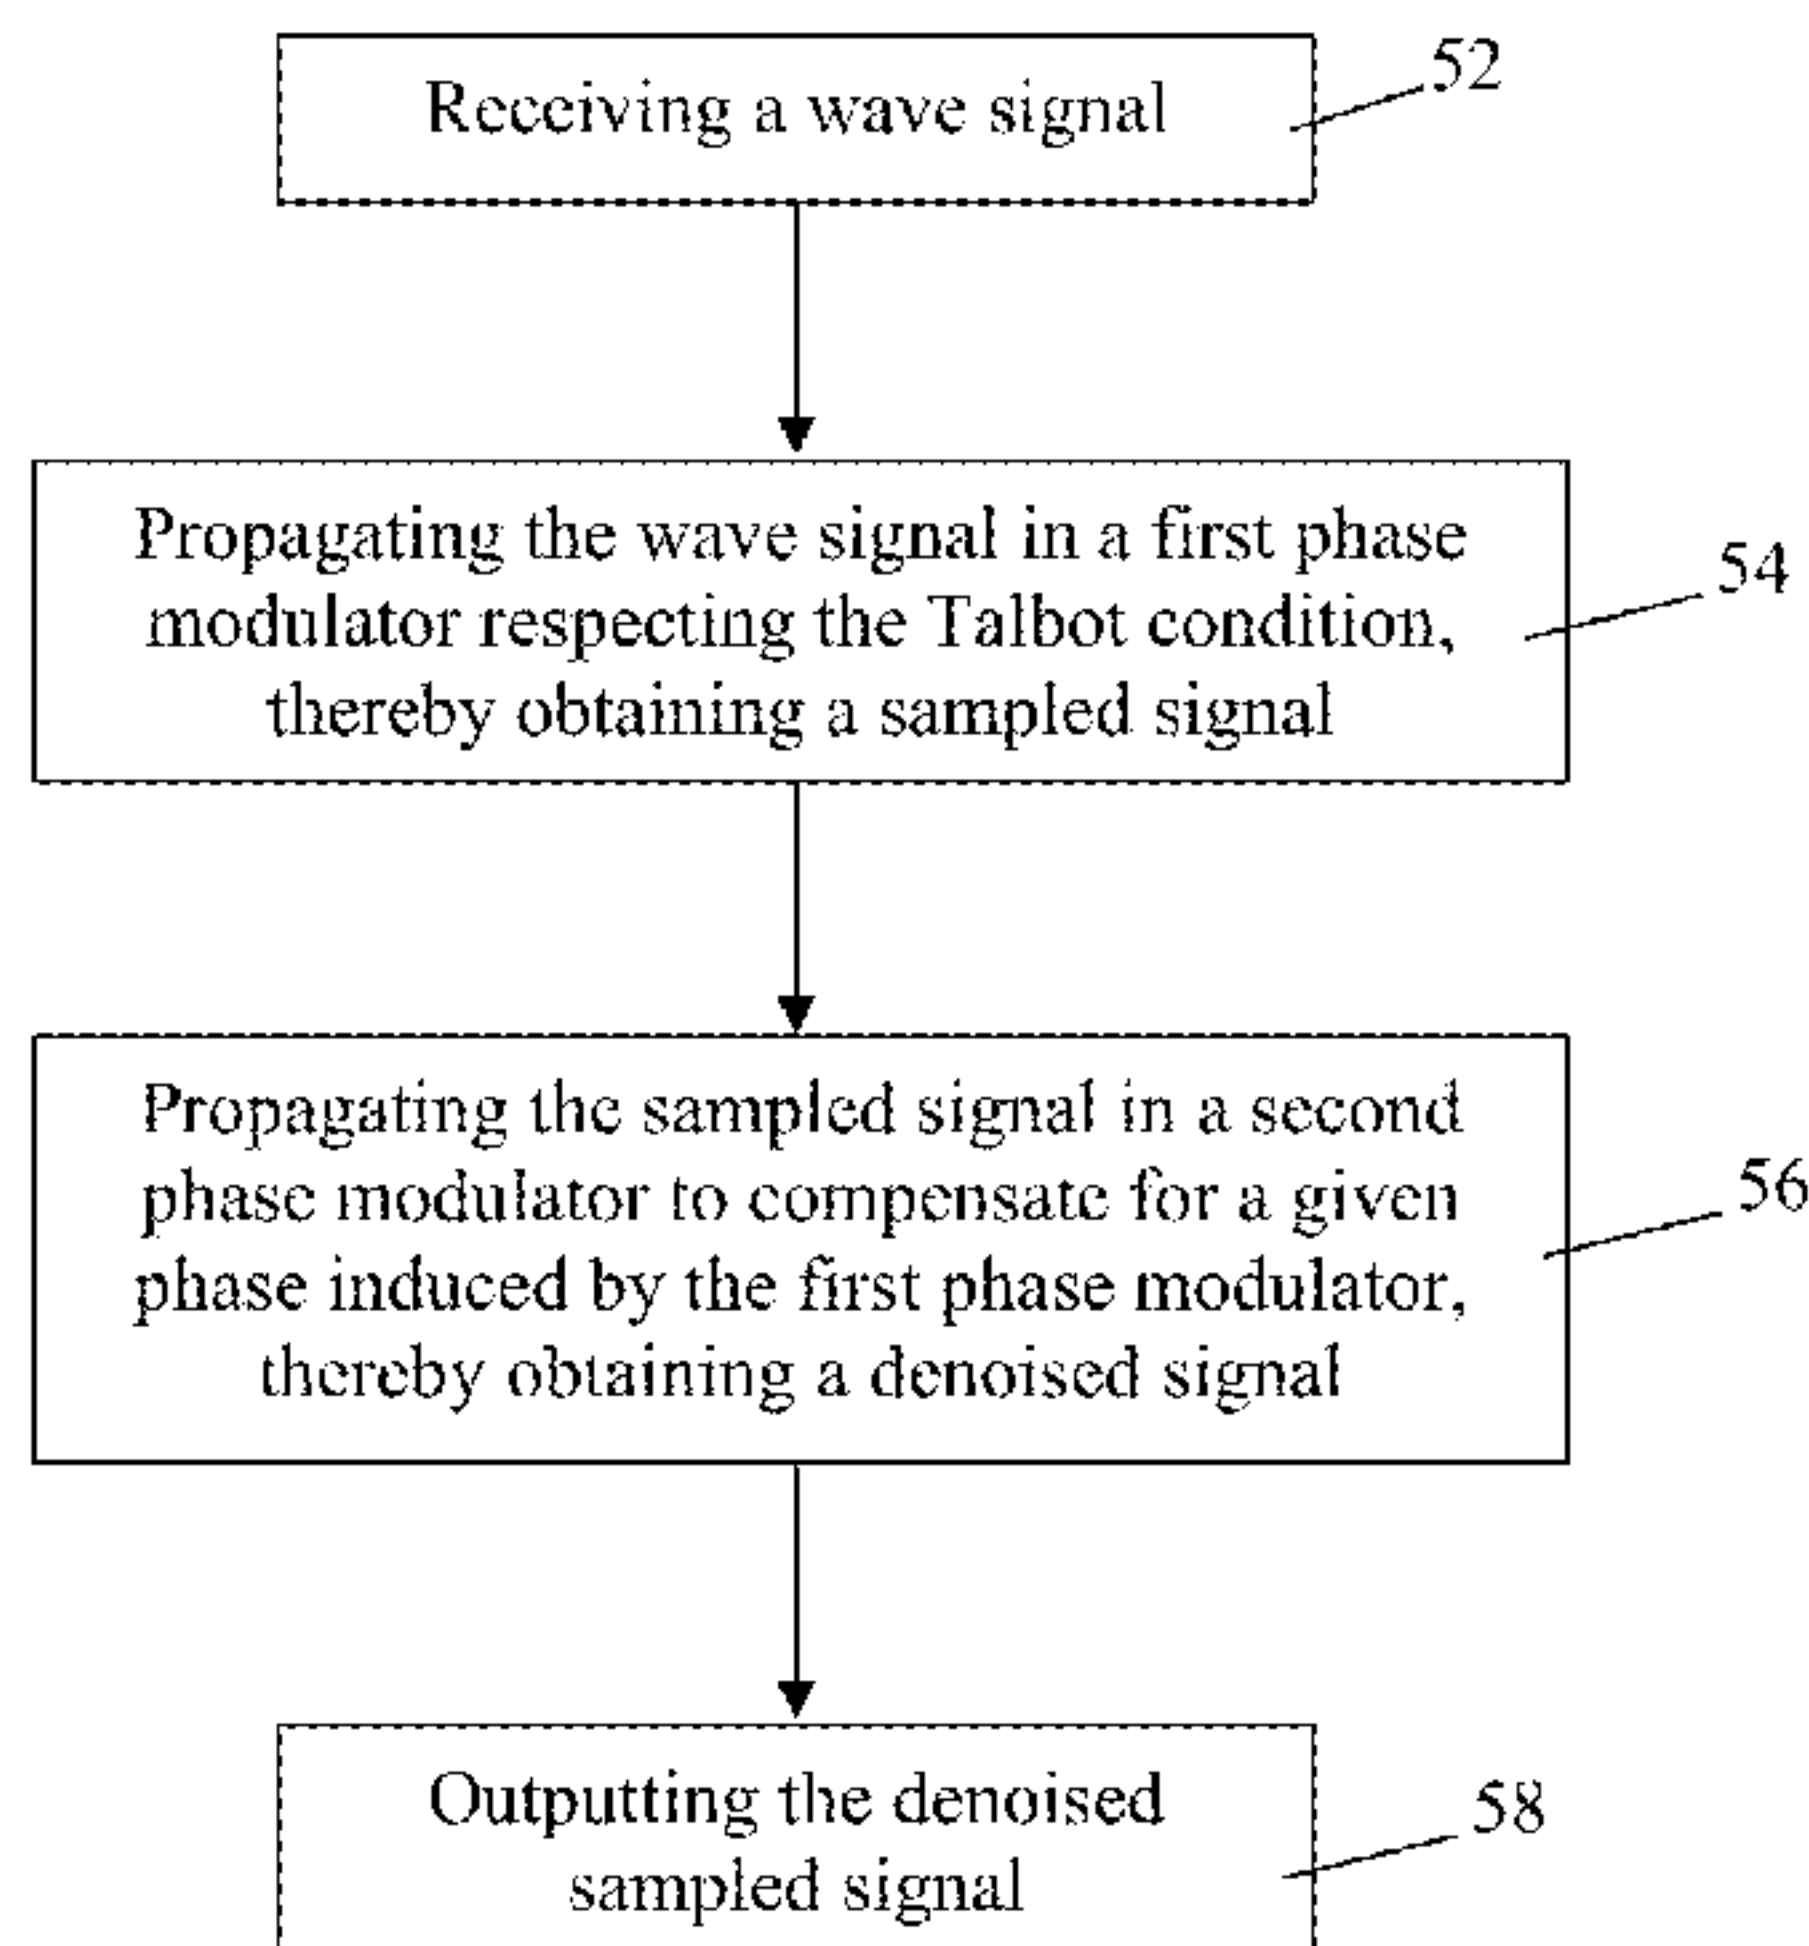 Receiving a wave signal
52
Propagating the wave signal in a first phase
modulator respecting the Talbot condition,
thereby obtaining a sampled signal
54
Propagating the sampled signal in a second
phase modulator to compensate for a given
phase induced by the first phase modulator,
thereby obtaining a denoised signal
56
Outputting the denoised
sampled signal
58